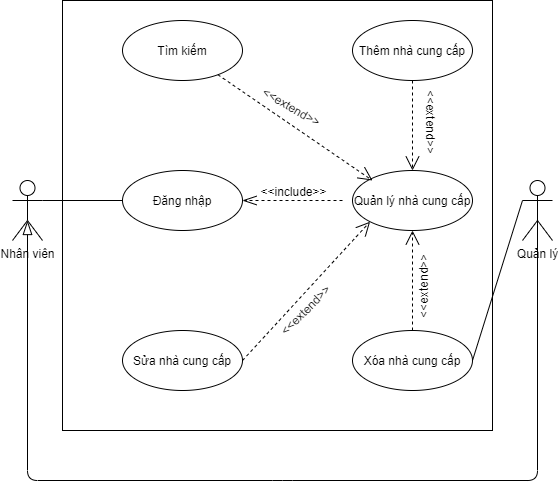 Tìm kiếm
Thêm nhà cung cấp
<<extend>>
<<extend>>
Đăng nhập
<<include>>
Quản lý nhà cung cấp
Nhân viên
Quản lý
<<extend>>
<<extend>>
Sửa nhà cung cấp
Xóa nhà cung cấp